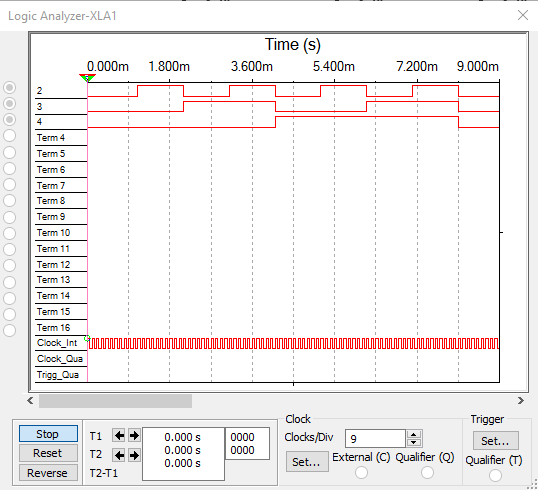 Logic Analyzer-XLA1
Time (s)
0.000m 1.800m 3.600m 5.400m 7.200m 9.000m
2
3
4
Term 4
Term 5
Term 6
Term 7
Term 8
Term 9
Term 10
Term 11
Term 12
Term 13
Term 14
Term 15
Term 16
Clock_Int
Clock_Qua
Trigg_Qua
Stop
Reset
Reverse
T1
T2
T2-T1
0.000 s 0000
0.000 s 0000
0.000 s
Clock
Clocks/Div 9
Set...
External (C) Qualifier (Q)
Trigger
Set...
Qualifier (T)